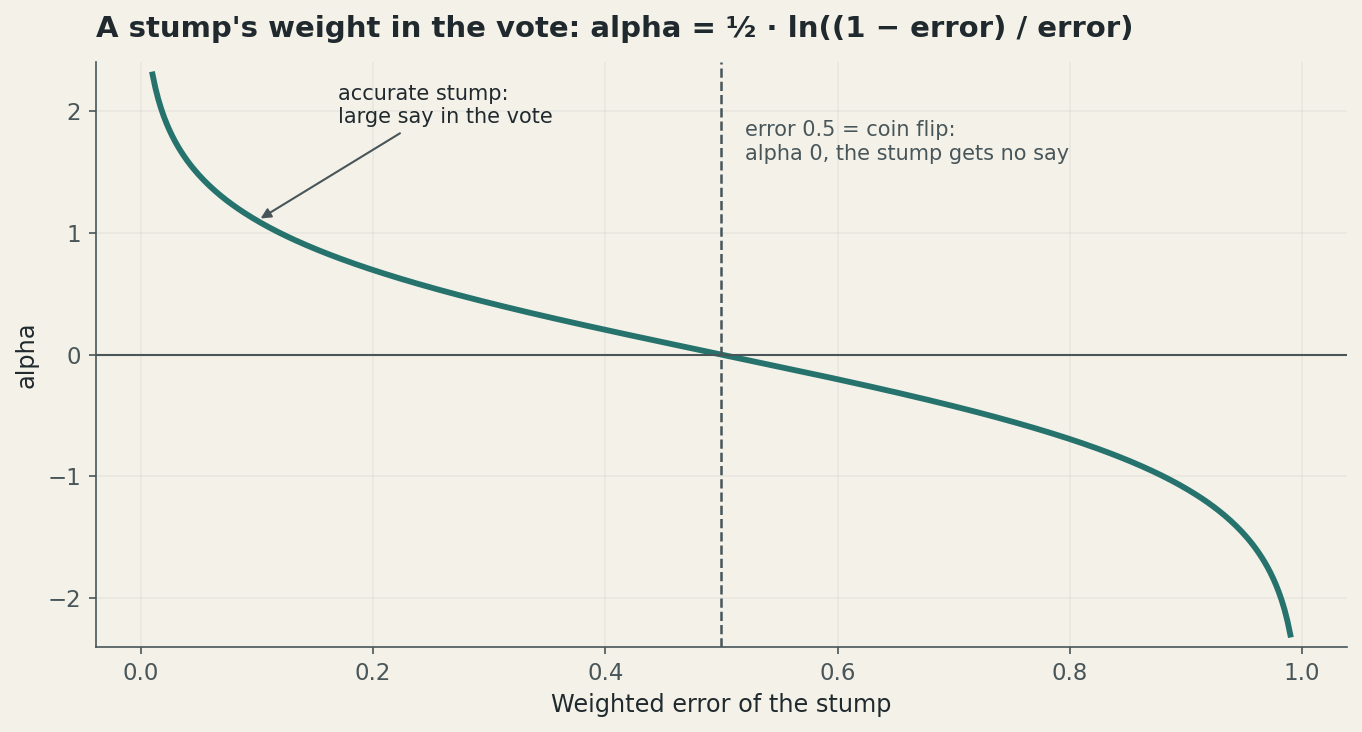 A stump's weight in the vote: alpha = ½ · ln((1 − error) / error)
accurate stump:
large say in the vote
error 0.5 = coin flip:
alpha 0, the stump gets no say
2
1
0
−1
−2
alpha
0.0
0.2
0.4
0.6
0.8
1.0
Weighted error of the stump